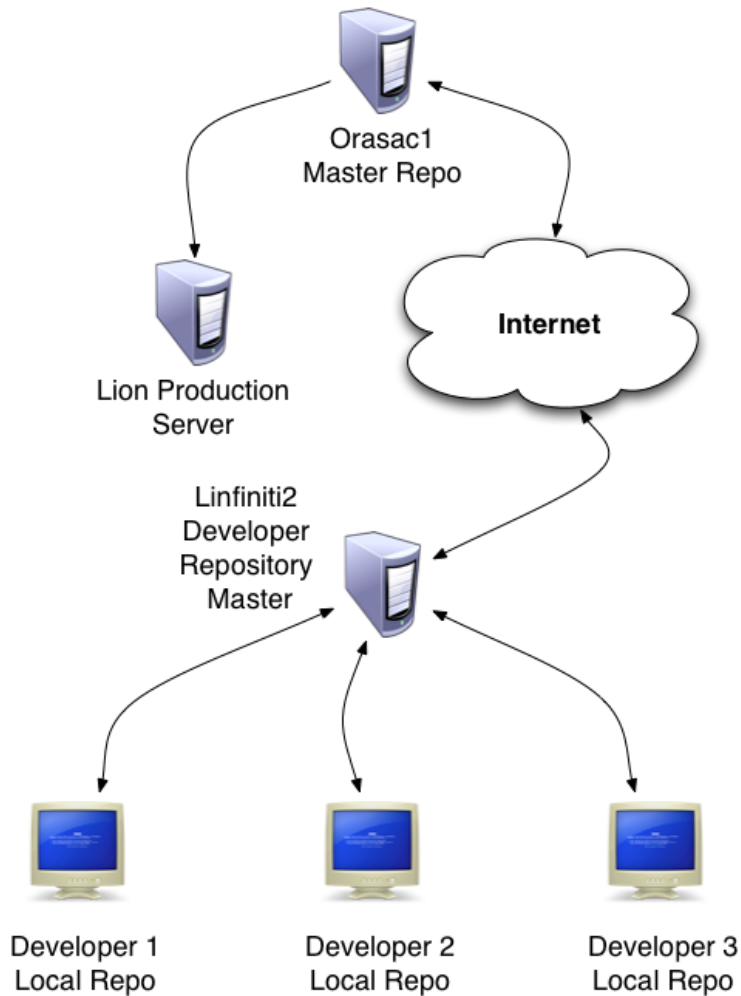 Orasac1
Master Repo
Internet
Lion Production
Server
Linfiniti2
Developer
Repository
Master
Developer 1
Local Repo
Developer 2
Local Repo
Developer 3
Local Repo